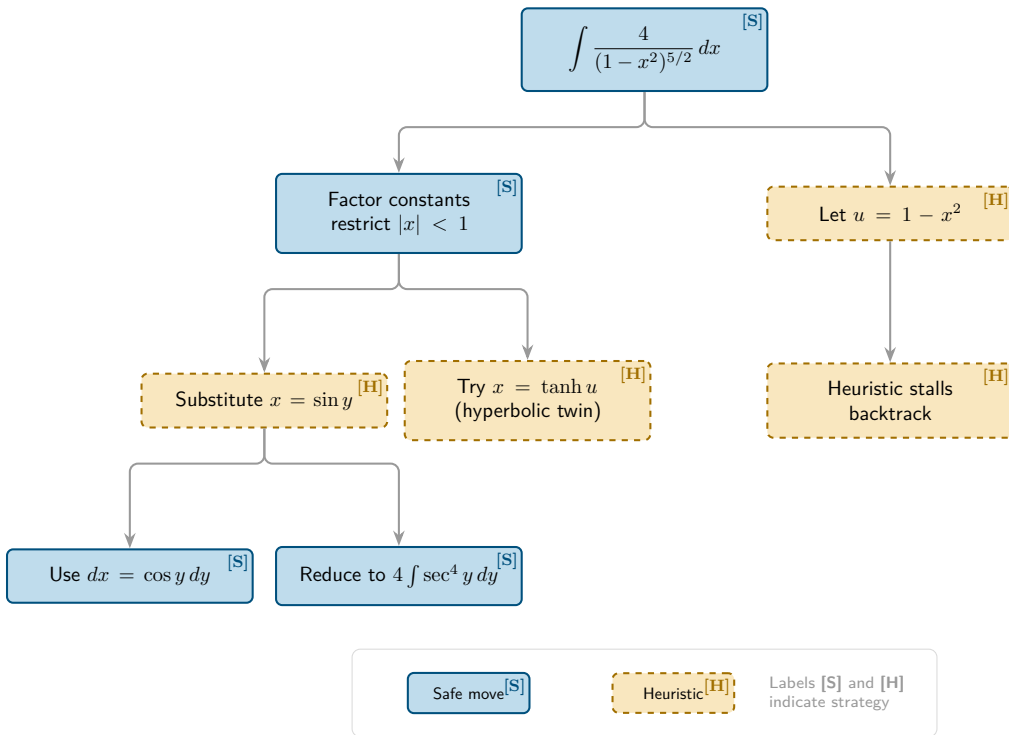 [S]
∫ 4/(1 − x²)^{5/2} dx
[S]
Factor constants
restrict |x| < 1
[H]
Let u = 1 − x²
[H]
Substitute x = sin y
[H]
Try x = tanh u
(hyperbolic twin)
[H]
Heuristic stalls
backtrack
[S]
Use dx = cos y dy
[S]
Reduce to 4 ∫ sec⁴ y dy
Safe move [S]
Heuristic [H]
Labels [S] and [H]
indicate strategy